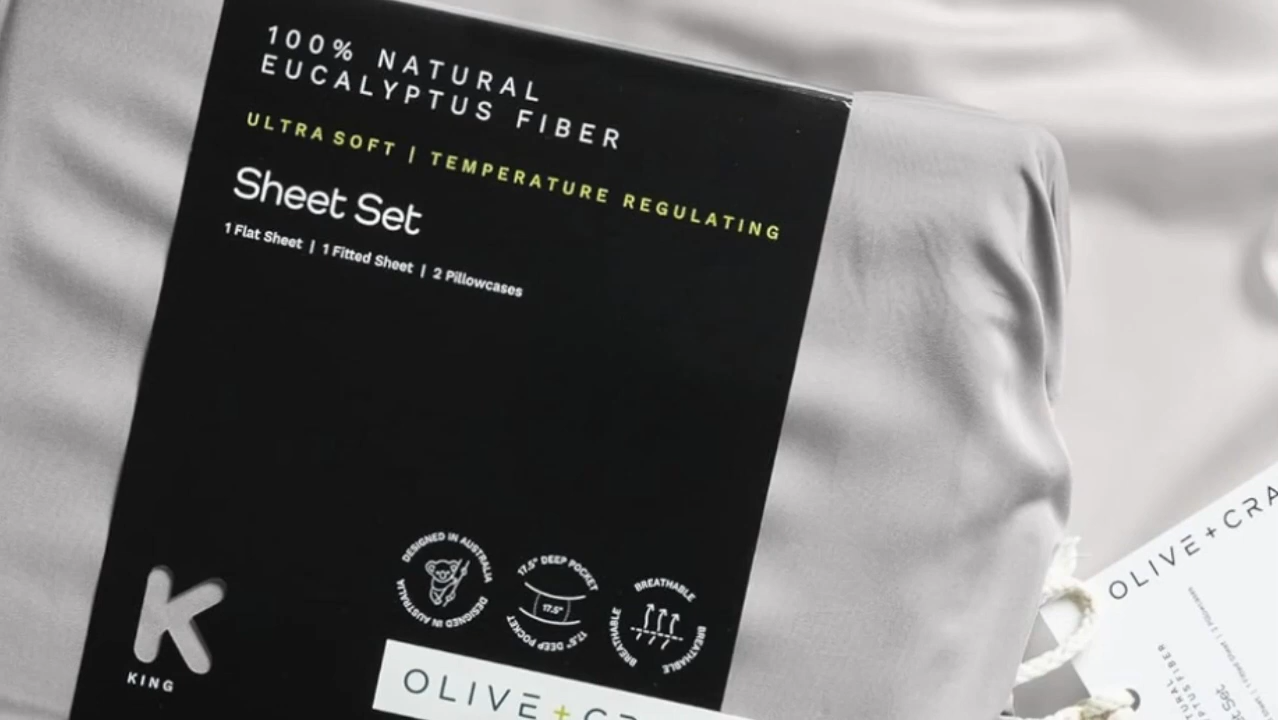 100% NATURAL
EUCALYPTUS FIBER
ULTRA SOFT | TEMPERATURE REGULATING
Sheet Set
1 Flat Sheet | 1 Fitted Sheet | 2 Pillowcases
DESIGNED IN AUSTRALIA
DESIGNED IN AUSTRALIA
17.5" DEEP POCKET
17.5"
17.5" DEEP POCKET
BREATHABLE
BREATHABLE
BREATHABLE
K
KING
OLIVE+CRA
OLIVE+CRA